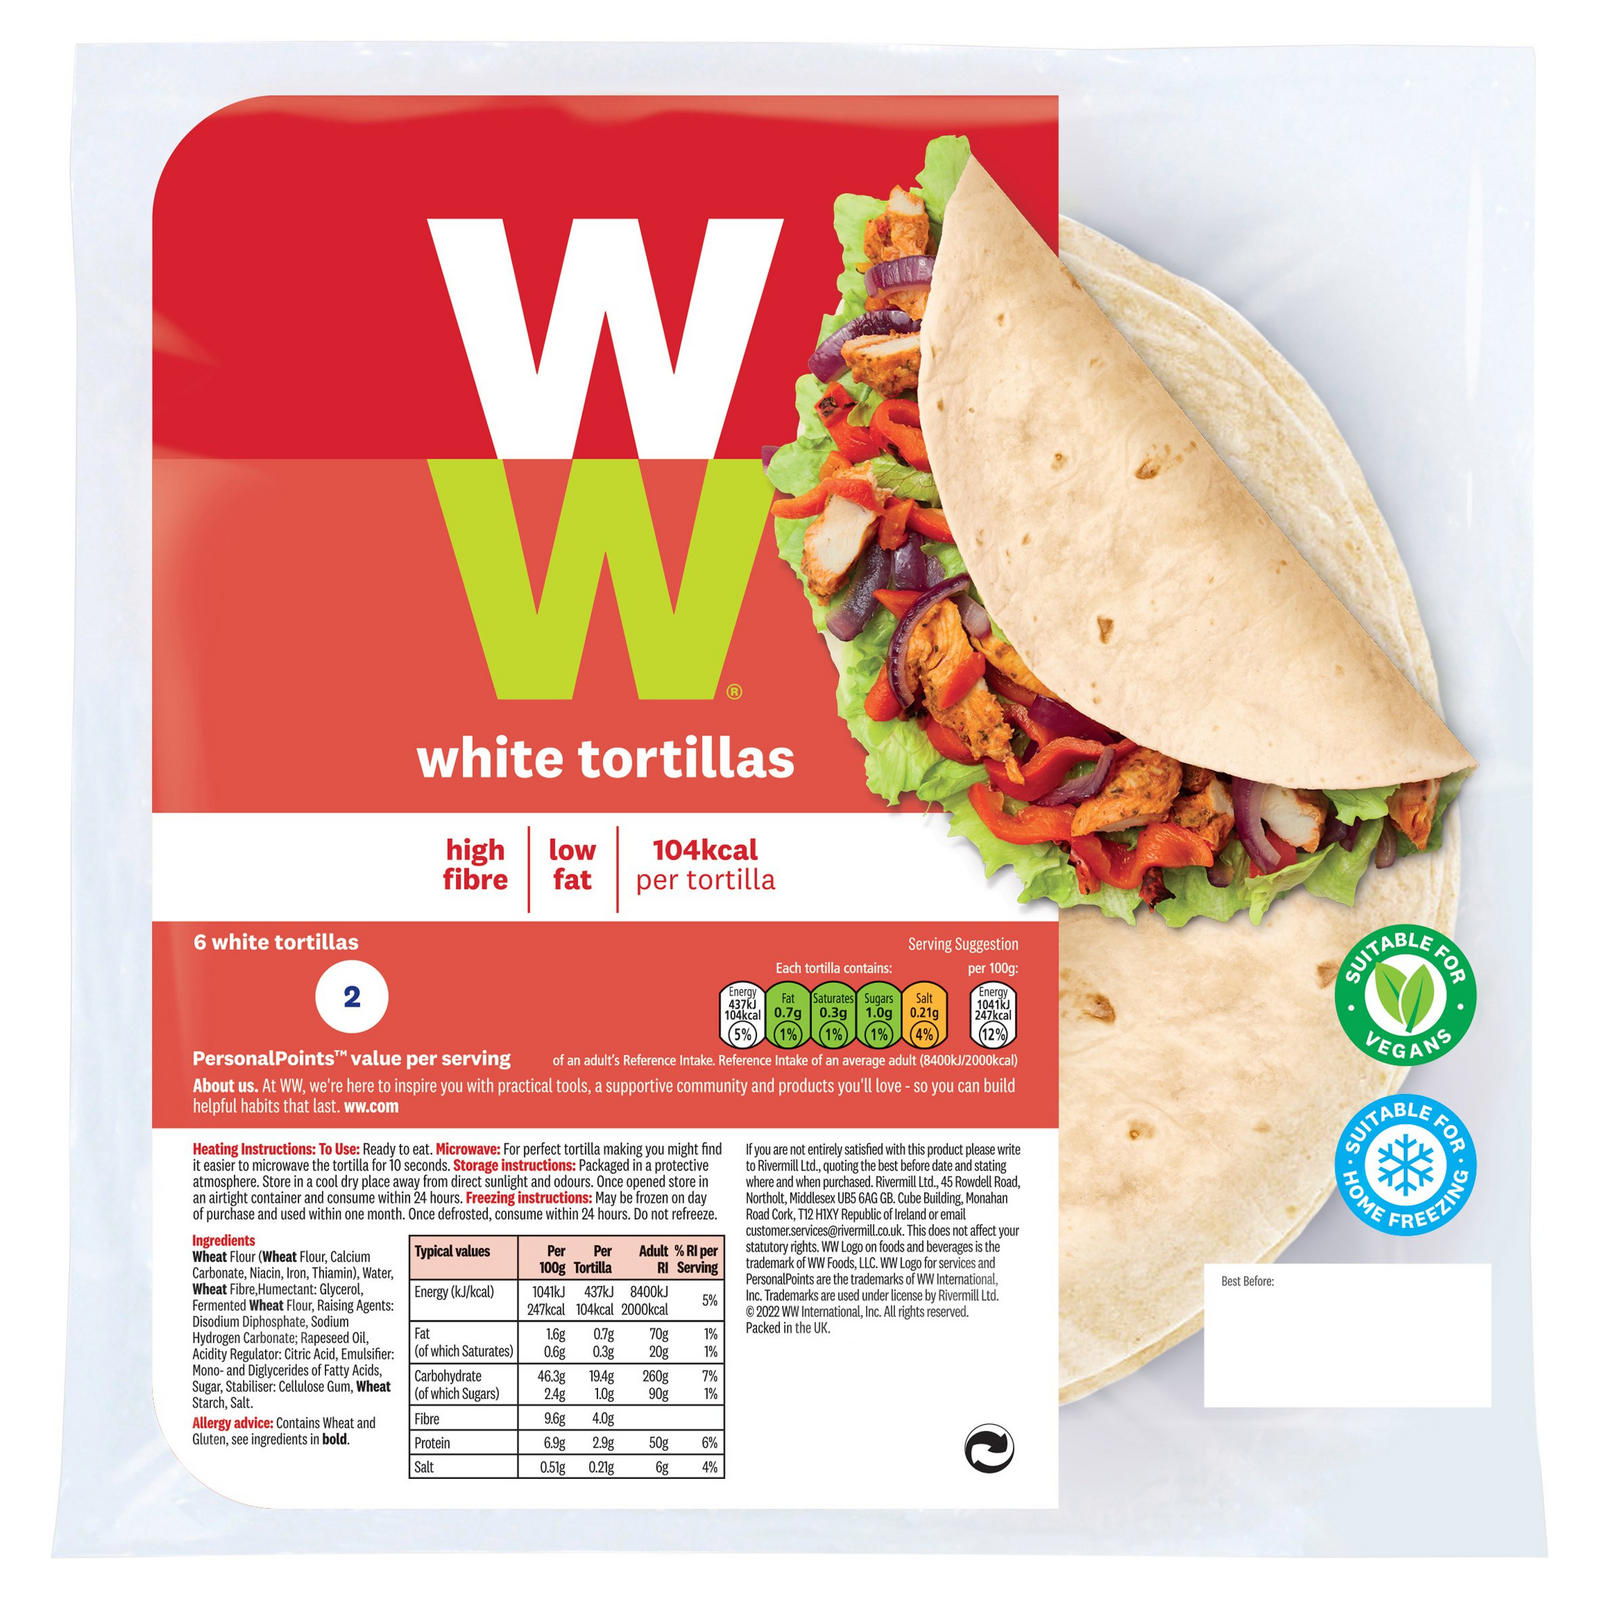 W
W®
white tortillas
high
fibre
low
fat
104kcal
per tortilla
6 white tortillas
2
PersonalPoints™ value per serving
Serving Suggestion
Each tortilla contains:
per 100g:
Energy
437kJ
104kcal
5%
Fat
0.7g
1%
Saturates
0.3g
1%
Sugars
1.0g
1%
Salt
0.21g
4%
Energy
1041kJ
247kcal
12%
of an adult's Reference Intake. Reference Intake of an average adult (8400kJ/2000kcal)
About us. At WW, we're here to inspire you with practical tools, a supportive community and products you'll love - so you can build
helpful habits that last. ww.com
Heating Instructions: To Use: Ready to eat. Microwave: For perfect tortilla making you might find
it easier to microwave the tortilla for 10 seconds. Storage instructions: Packaged in a protective
atmosphere. Store in a cool dry place away from direct sunlight and odours. Once opened store in
an airtight container and consume within 24 hours. Freezing instructions: May be frozen on day
of purchase and used within one month. Once defrosted, consume within 24 hours. Do not refreeze.
Ingredients
Wheat Flour (Wheat Flour, Calcium
Carbonate, Niacin, Iron, Thiamin), Water,
Wheat Fibre,Humectant: Glycerol,
Fermented Wheat Flour, Raising Agents:
Disodium Diphosphate, Sodium
Hydrogen Carbonate; Rapeseed Oil,
Acidity Regulator: Citric Acid, Emulsifier:
Mono- and Diglycerides of Fatty Acids,
Sugar, Stabiliser: Cellulose Gum, Wheat
Starch, Salt.
Allergy advice: Contains Wheat and
Gluten, see ingredients in bold.
Typical values Per 100g Per Tortilla Adult RI % RI per Serving
Energy (kJ/kcal) 1041kJ 437kJ 8400kJ 5%
247kcal 104kcal 2000kcal
Fat 1.6g 0.7g 70g 1%
(of which Saturates) 0.6g 0.3g 20g 1%
Carbohydrate 46.3g 19.4g 260g 7%
(of which Sugars) 2.4g 1.0g 90g 1%
Fibre 9.6g 4.0g
Protein 6.9g 2.9g 50g 6%
Salt 0.51g 0.21g 6g 4%
If you are not entirely satisfied with this product please write
to Rivermill Ltd., quoting the best before date and stating
where and when purchased. Rivermill Ltd., 45 Rowdell Road,
Northolt, Middlesex UB5 6AG GB. Cube Building, Monahan
Road Cork, T12 H1XY Republic of Ireland or email
customer.services@rivermill.co.uk. This does not affect your
statutory rights. WW Logo on foods and beverages is the
trademark of WW Foods, LLC. WW Logo for services and
PersonalPoints are the trademarks of WW International,
Inc. Trademarks are used under license by Rivermill Ltd.
© 2022 WW International, Inc. All rights reserved.
Packed in the UK.
SUITABLE FOR
VEGANS
SUITABLE FOR
HOME FREEZING
Best Before: